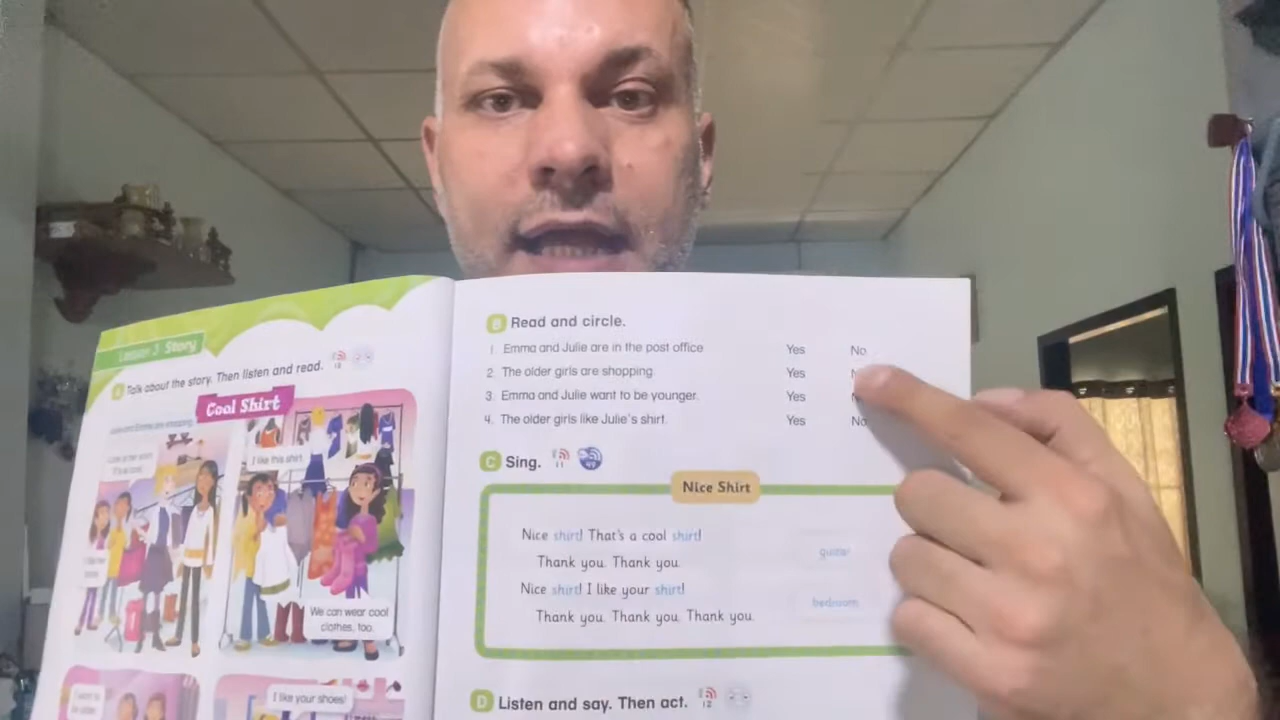 Lesson 3 Story
A Talk about the story. Then listen and read.
Cool Shirt
I like this shirt.
We can wear cool
clothes, too.
I like your shoes!
B Read and circle.
1. Emma and Julie are in the post office Yes No
2. The older girls are shopping. Yes
3. Emma and Julie want to be younger. Yes
4. The older girls like Julie's shirt. Yes No
C Sing. 11
Nice Shirt
Nice shirt! That's a cool shirt!
Thank you. Thank you.
guitar
Nice shirt! I like your shirt!
bedroom
Thank you. Thank you. Thank you.
D Listen and say. Then act. 12